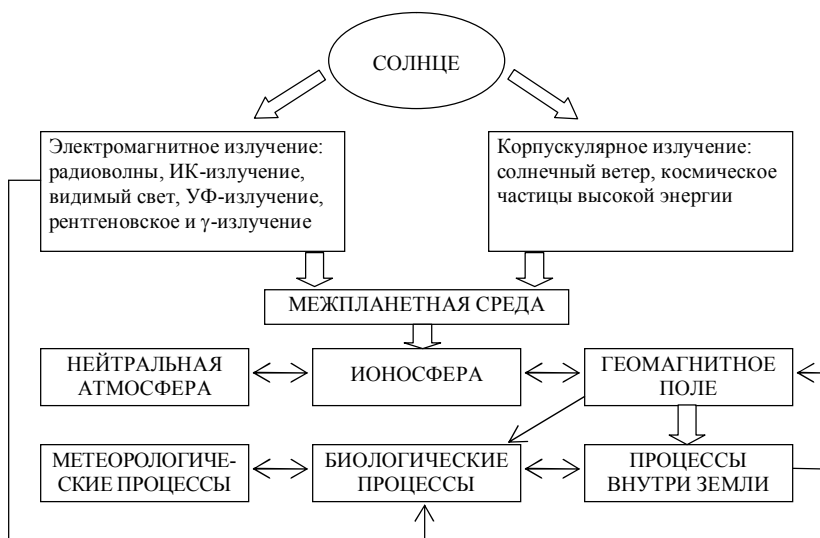 СОЛНЦЕ
Электромагнитное излучение:
радиоволны, ИК-излучение,
видимый свет, УФ-излучение,
рентгеновское и γ-излучение
Корпускулярное излучение:
солнечный ветер, космическое
частицы высокой энергии
МЕЖПЛАНЕТНАЯ СРЕДА
НЕЙТРАЛЬНАЯ
АТМОСФЕРА
ИОНОСФЕРА
ГЕОМАГНИТНОЕ
ПОЛЕ
МЕТЕОРОЛОГИЧЕ-
СКИЕ ПРОЦЕССЫ
БИОЛОГИЧЕСКИЕ
ПРОЦЕССЫ
ПРОЦЕССЫ
ВНУТРИ ЗЕМЛИ